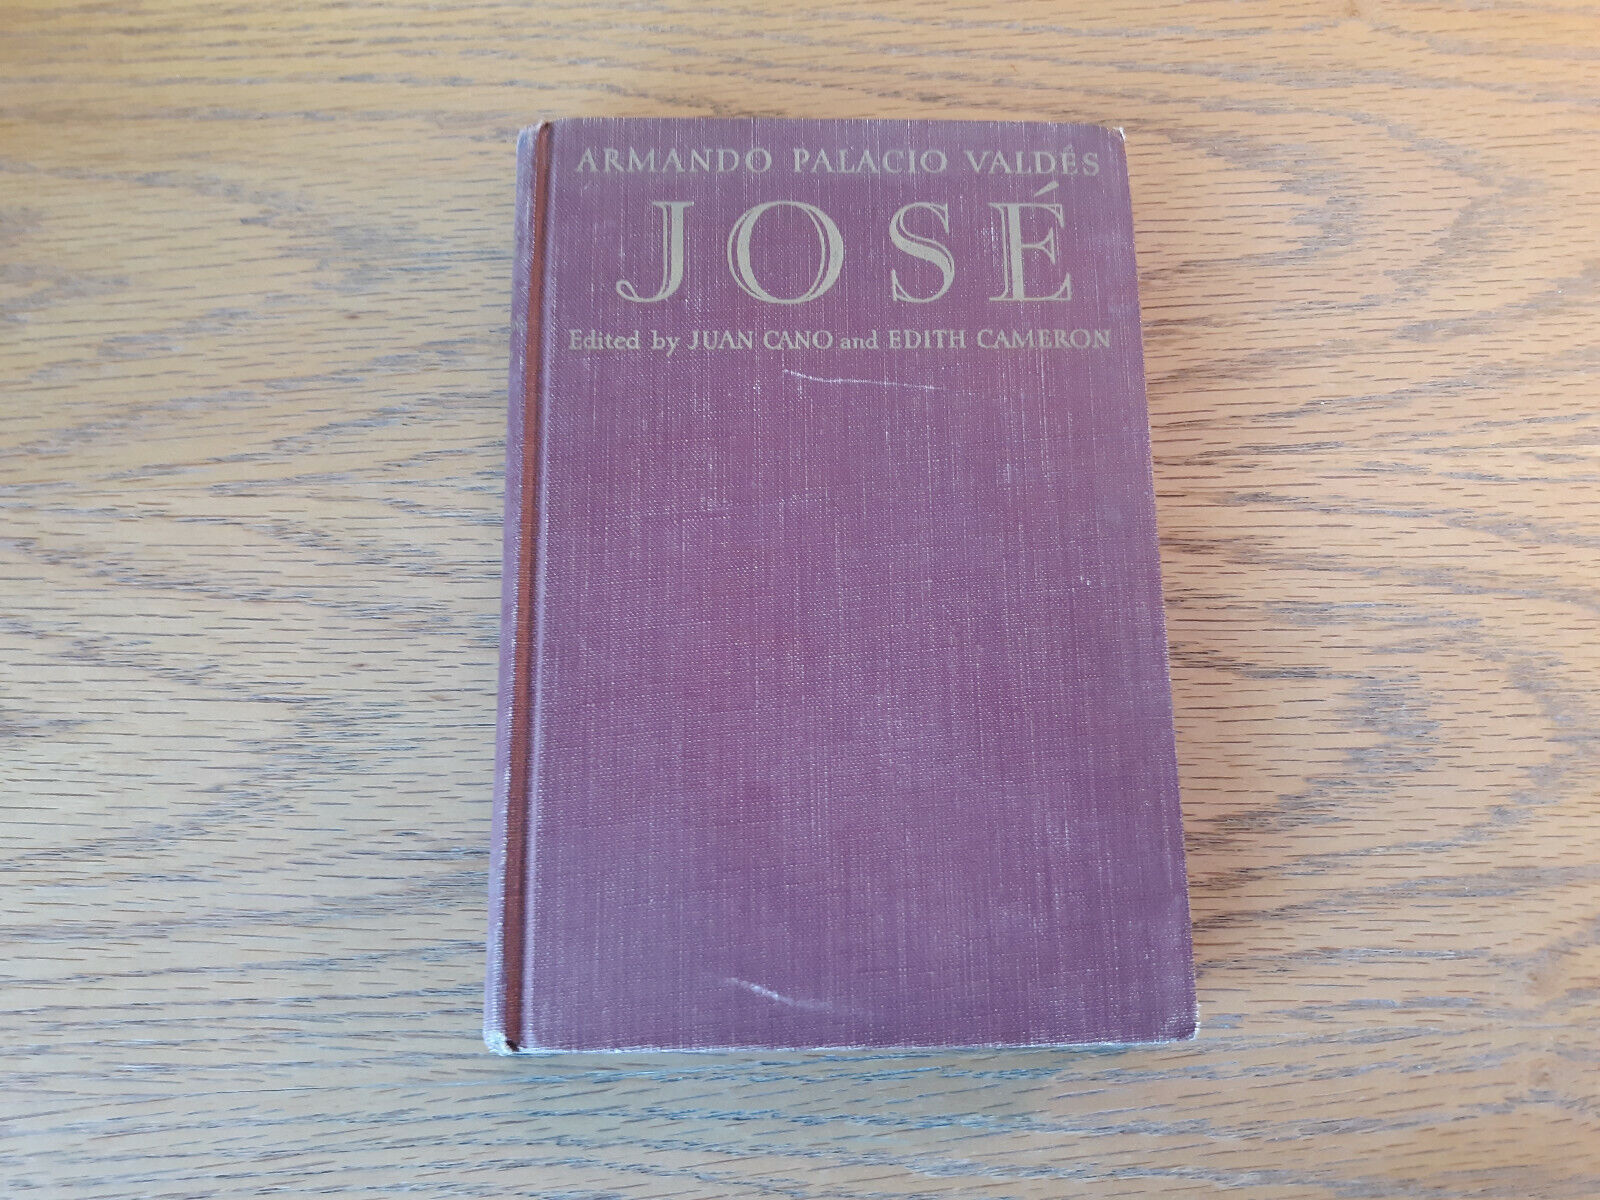 ARMANDO PALACIO VALDÉS
JOSÉ
Edited by JUAN CANO and EDITH CAMERON